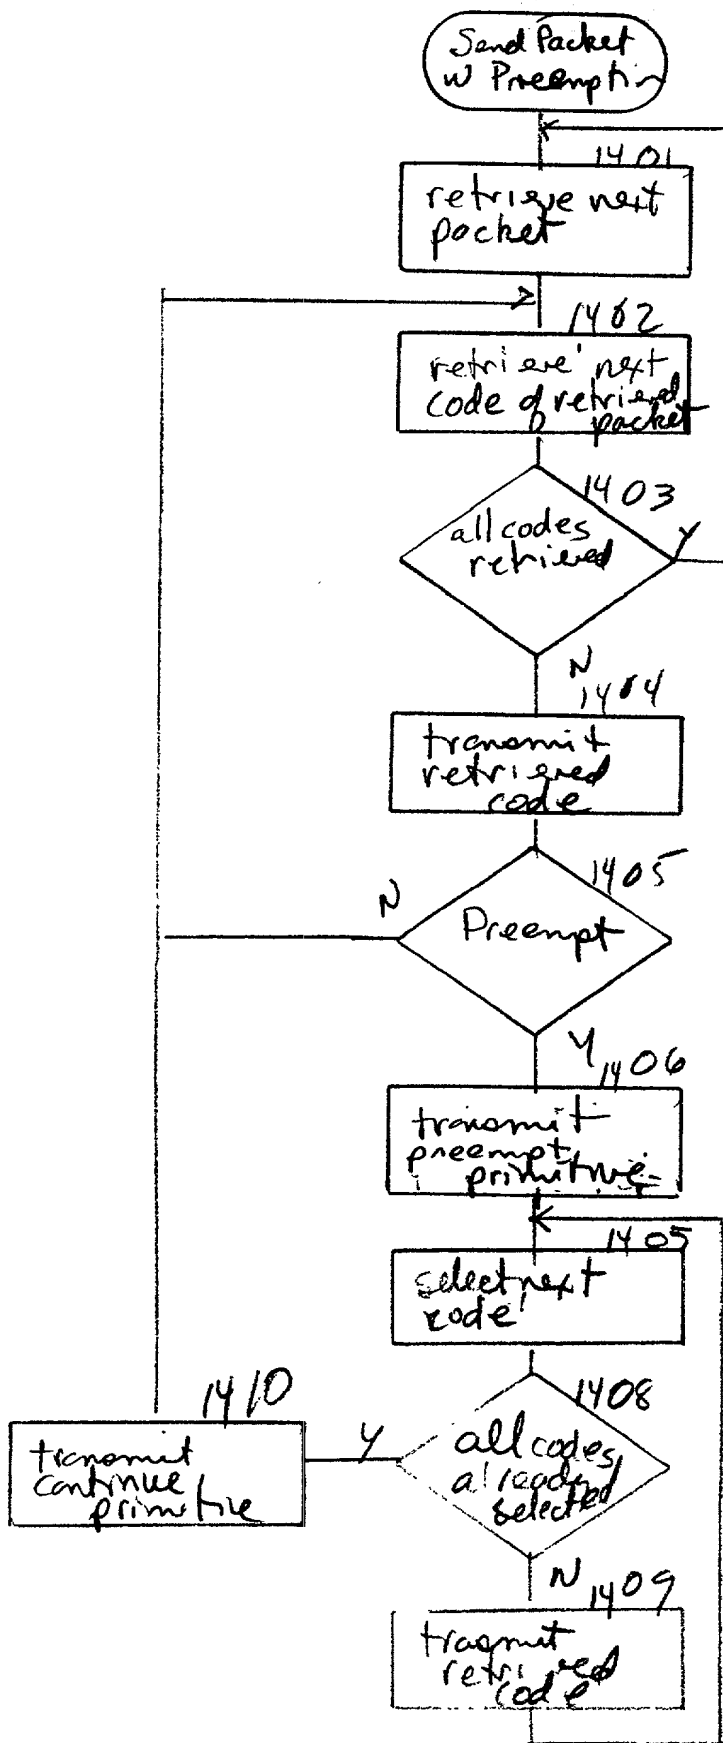 Send Packet
w Preemption
1401
retrieve next
packet
1402
retrieve next
code of retrieved
packet
1403
all codes
retrieved
Y
N
1404
transmit
retrieved
code
1405
Preempt
N
Y
1406
transmit
preempt
primitive
1405
select next
code
1408
all codes
already
selected
Y
1410
transmit
continue
primitive
N
1409
trasmit
retrieved
code